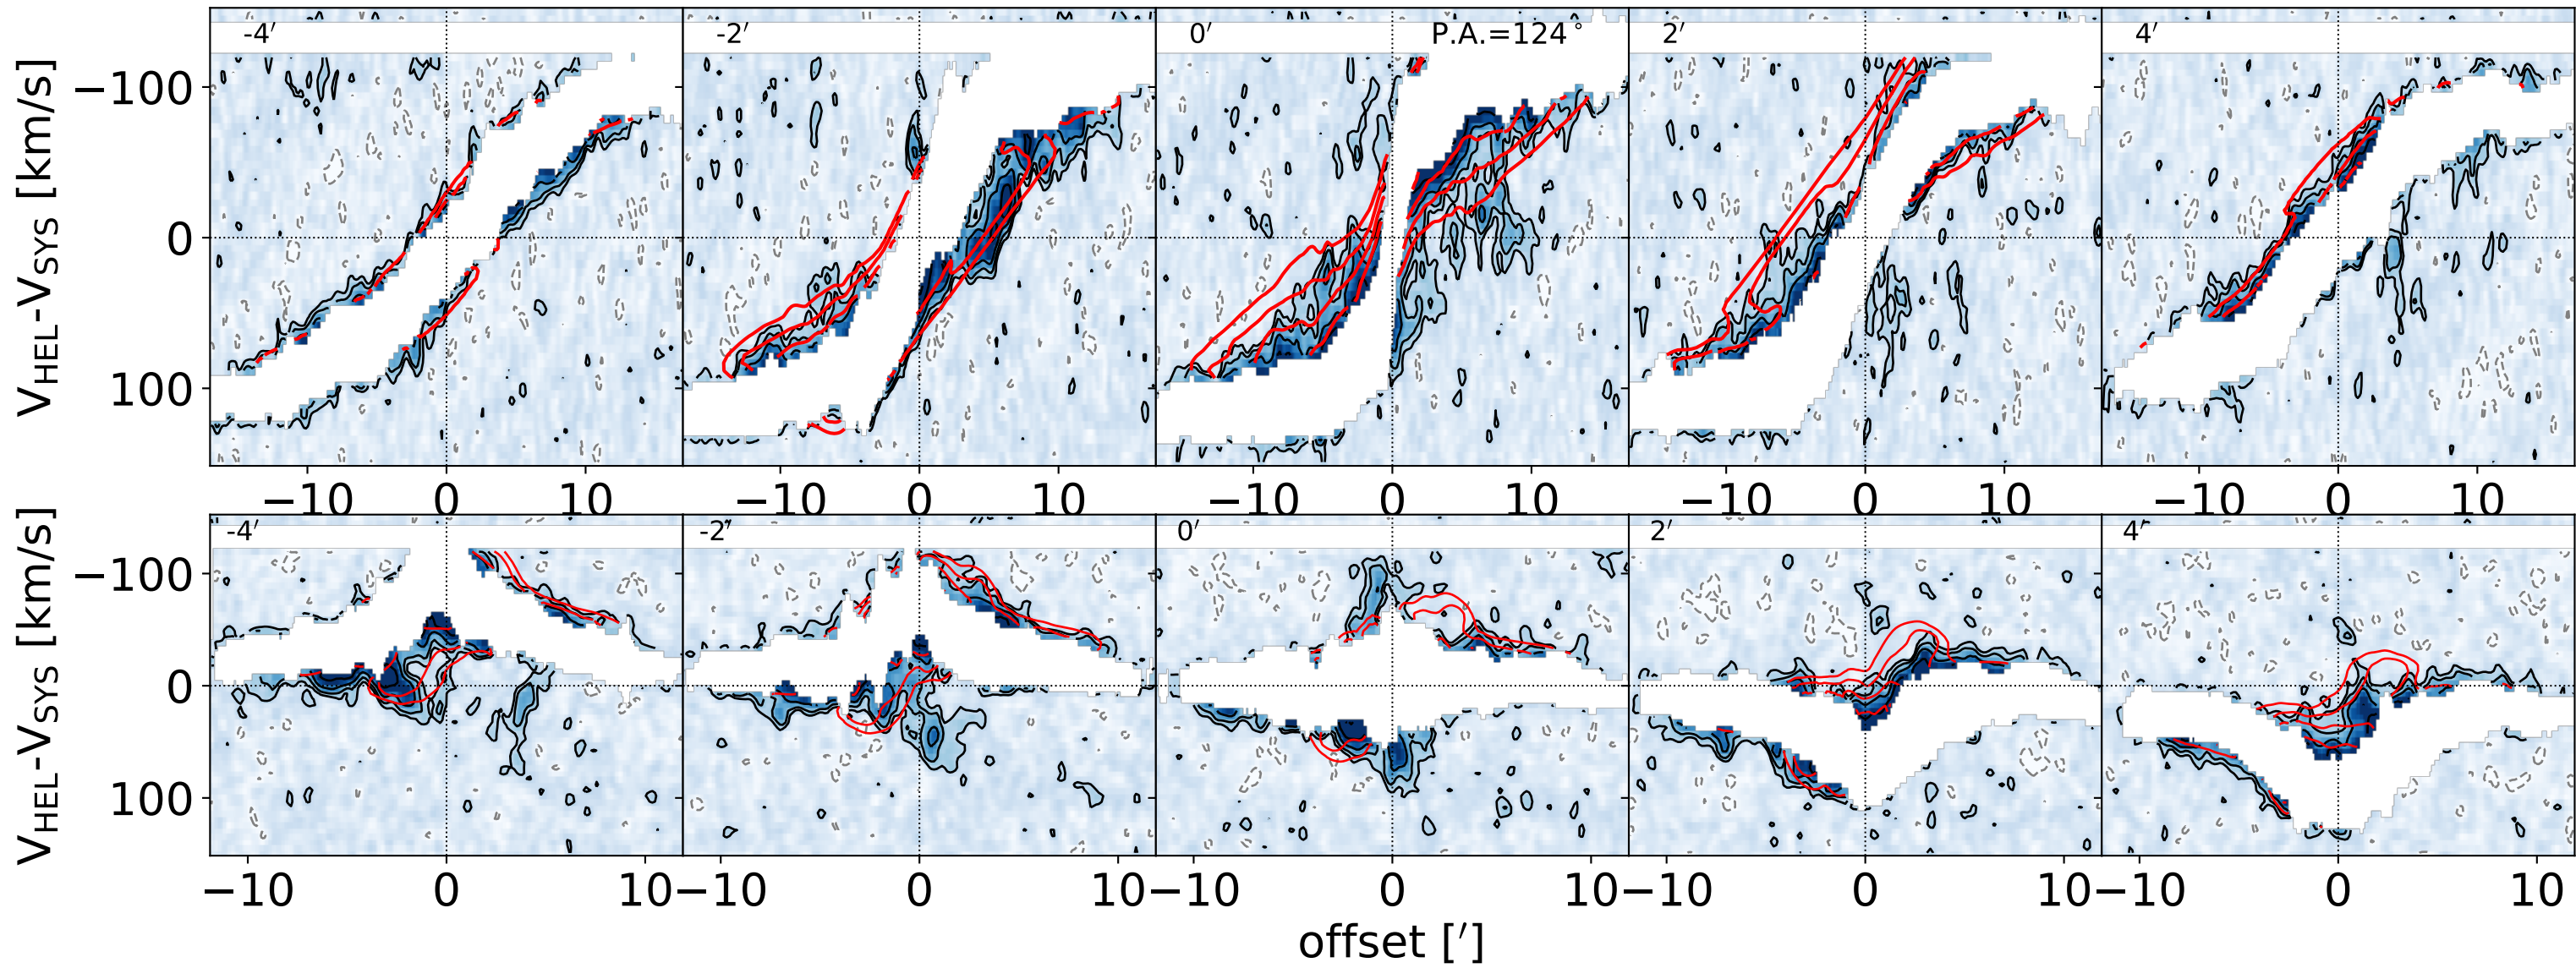 -4′ -2′ 0′ P.A.=124° 2′ 4′
V_HEL-V_SYS [km/s]
−100
0
100
−10 0 10 −10 0 10 −10 0 10 −10 0 10 −10 0 10
-4′ -2′ 0′ 2′ 4′
V_HEL-V_SYS [km/s]
−100
0
100
−10 0 10 −10 0 10 −10 0 10 −10 0 10 −10 0 10
offset [′]